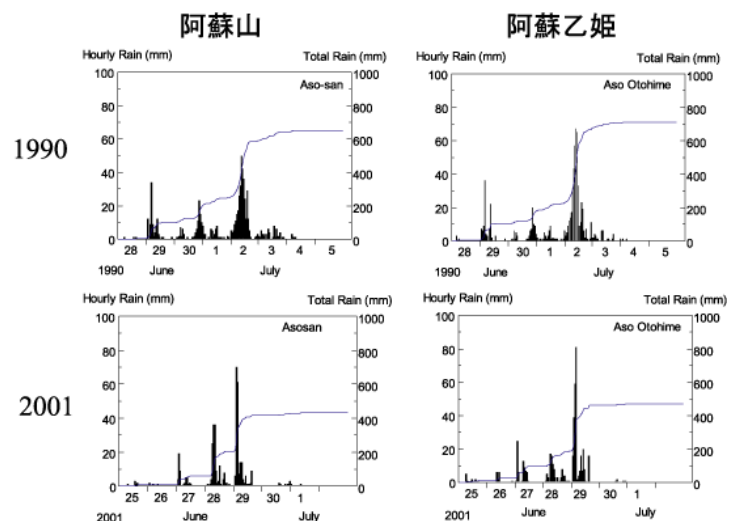 阿蘇山
阿蘇乙姫
1990
Hourly Rain (mm) Total Rain (mm)
Aso-san
100 80 60 40 20 0
1000 800 600 400 200 0
28 29 30 1 2 3 4 5
1990 June July
Hourly Rain (mm) Total Rain (mm)
Aso Otohime
100 80 60 40 20 0
1000 800 600 400 200 0
28 29 30 1 2 3 4 5
1990 June July
2001
Hourly Rain (mm) Total Rain (mm)
Asosan
100 80 60 40 20 0
1000 800 600 400 200 0
25 26 27 28 29 30 1
2001 June July
Hourly Rain (mm) Total Rain (mm)
Aso Otohime
100 80 60 40 20 0
1000 800 600 400 200 0
25 26 27 28 29 30 1
2001 June July